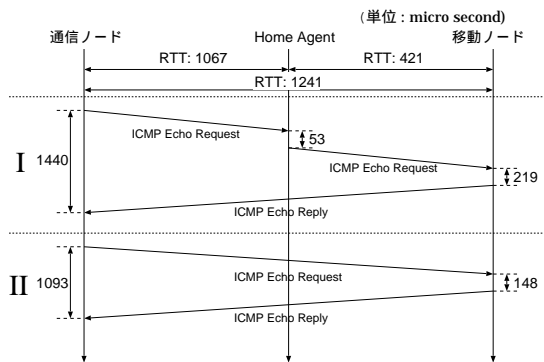 (単位 : micro second)
通信ノード Home Agent 移動ノード
RTT: 1067 RTT: 421
RTT: 1241
ICMP Echo Request
53
I 1440
ICMP Echo Request
219
ICMP Echo Reply
II 1093
ICMP Echo Request
148
ICMP Echo Reply